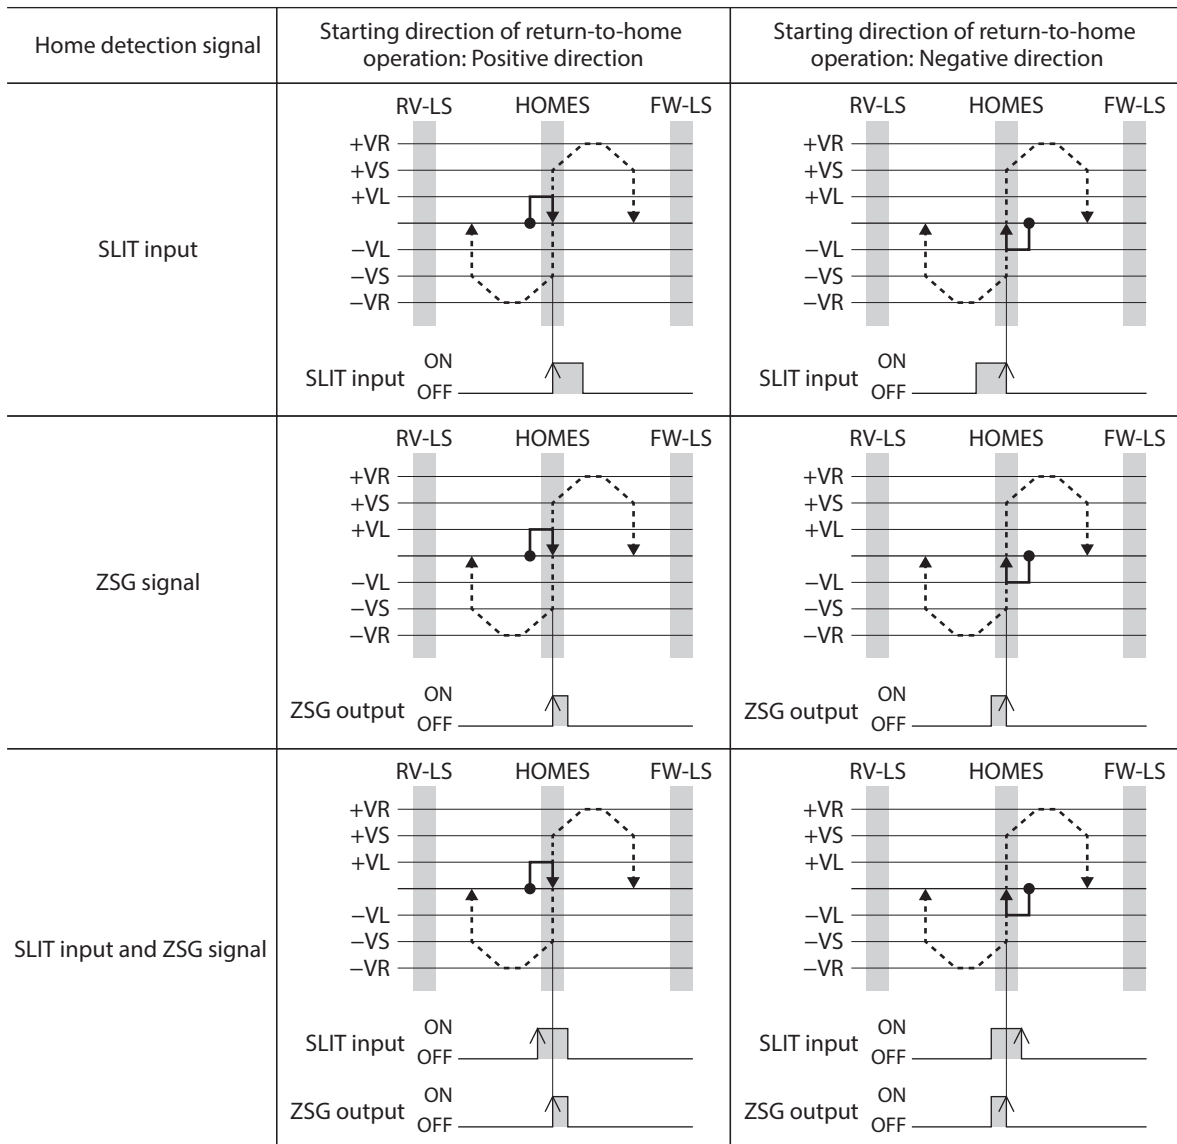 Home detection signal
Starting direction of return-to-home
operation: Positive direction
Starting direction of return-to-home
operation: Negative direction
SLIT input
RV-LS HOMES FW-LS
+VR
+VS
+VL
−VL
−VS
−VR
SLIT input
ON
OFF
RV-LS HOMES FW-LS
+VR
+VS
+VL
−VL
−VS
−VR
SLIT input
ON
OFF
ZSG signal
RV-LS HOMES FW-LS
+VR
+VS
+VL
−VL
−VS
−VR
ZSG output
ON
OFF
RV-LS HOMES FW-LS
+VR
+VS
+VL
−VL
−VS
−VR
ZSG output
ON
OFF
SLIT input and ZSG signal
RV-LS HOMES FW-LS
+VR
+VS
+VL
−VL
−VS
−VR
SLIT input
ON
OFF
ZSG output
ON
OFF
RV-LS HOMES FW-LS
+VR
+VS
+VL
−VL
−VS
−VR
SLIT input
ON
OFF
ZSG output
ON
OFF